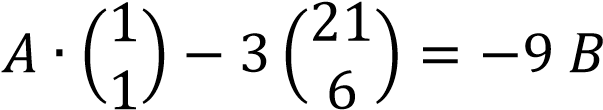 A · (1 1) − 3 (21 6) = −9 B